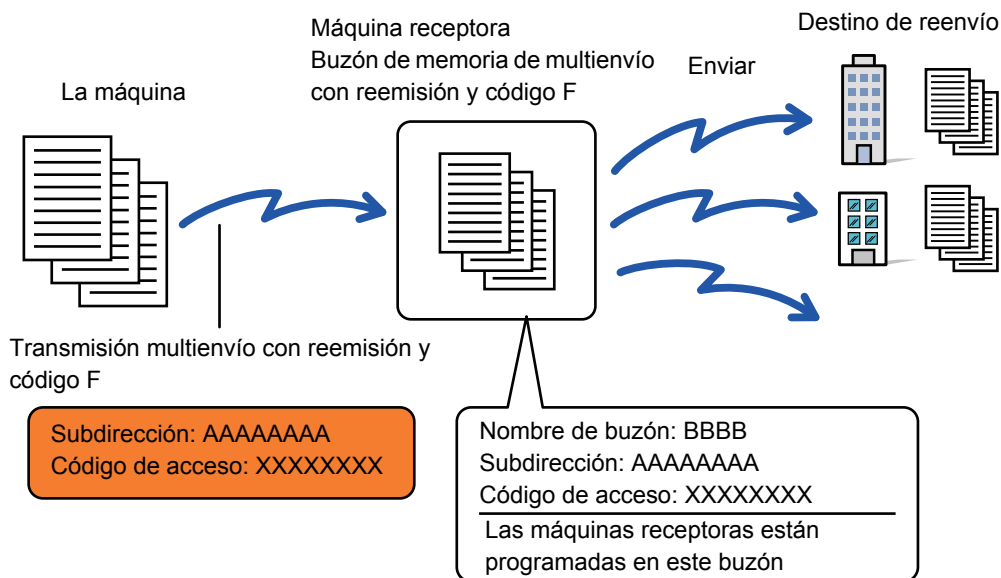 La máquina
Máquina receptora
Buzón de memoria de multienvío
con reemisión y código F
Enviar
Destino de reenvío
Transmisión multienvío con reemisión y
código F
Subdirección: AAAAAAAA
Código de acceso: XXXXXXXX
Nombre de buzón: BBBB
Subdirección: AAAAAAAA
Código de acceso: XXXXXXXX
Las máquinas receptoras están
programadas en este buzón